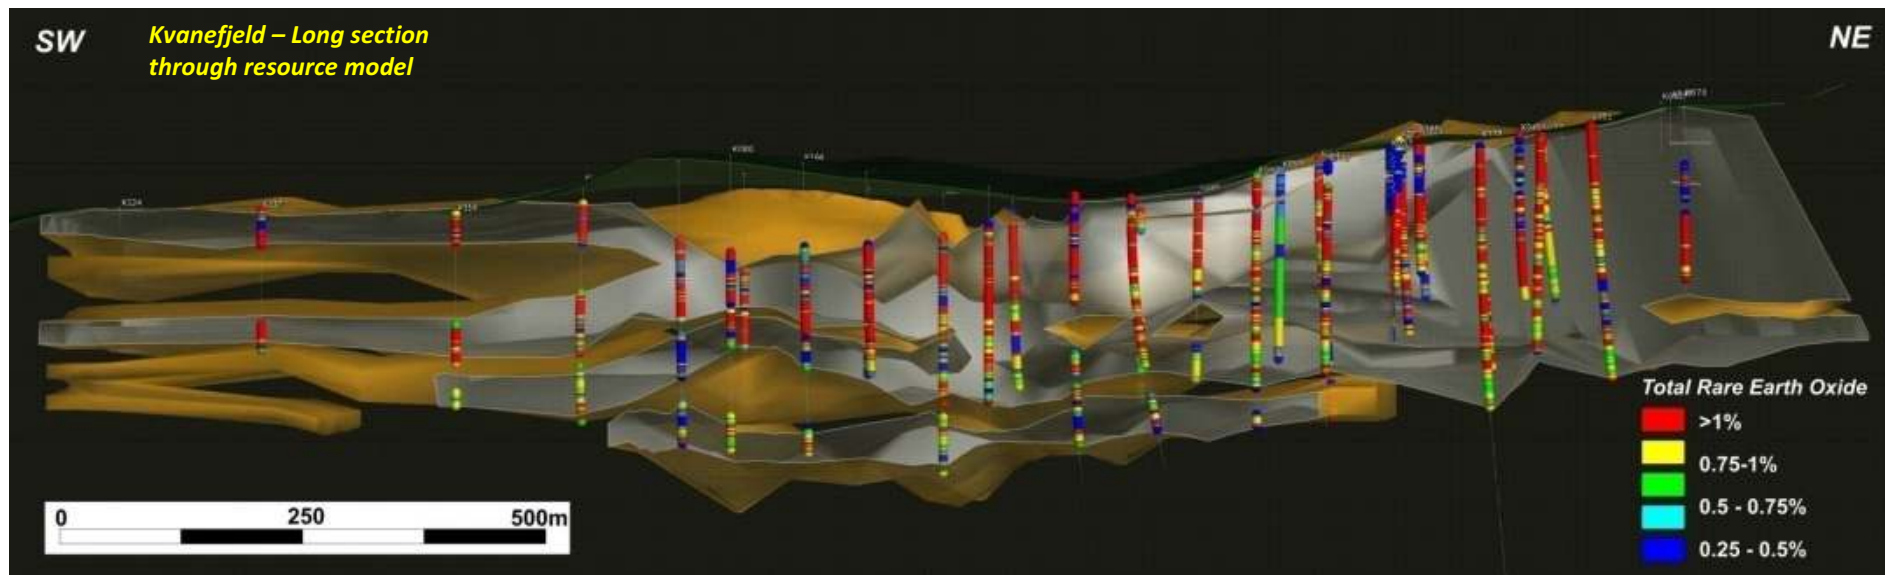 SW
Kvanefjeld – Long section
through resource model
NE
Total Rare Earth Oxide
>1%
0.75-1%
0.5 - 0.75%
0.25 - 0.5%
0 250 500m